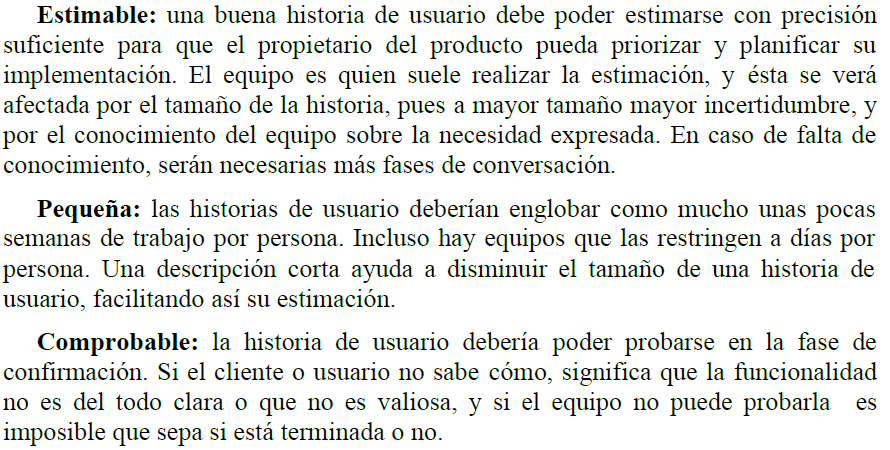 Estimable: una buena historia de usuario debe poder estimarse con precisión
suficiente para que el propietario del producto pueda priorizar y planificar su
implementación. El equipo es quien suele realizar la estimación, y ésta se verá
afectada por el tamaño de la historia, pues a mayor tamaño mayor incertidumbre, y
por el conocimiento del equipo sobre la necesidad expresada. En caso de falta de
conocimiento, serán necesarias más fases de conversación.
Pequeña: las historias de usuario deberían englobar como mucho unas pocas
semanas de trabajo por persona. Incluso hay equipos que las restringen a días por
persona. Una descripción corta ayuda a disminuir el tamaño de una historia de
usuario, facilitando así su estimación.
Comprobable: la historia de usuario debería poder probarse en la fase de
confirmación. Si el cliente o usuario no sabe cómo, significa que la funcionalidad
no es del todo clara o que no es valiosa, y si el equipo no puede probarla es
imposible que sepa si está terminada o no.